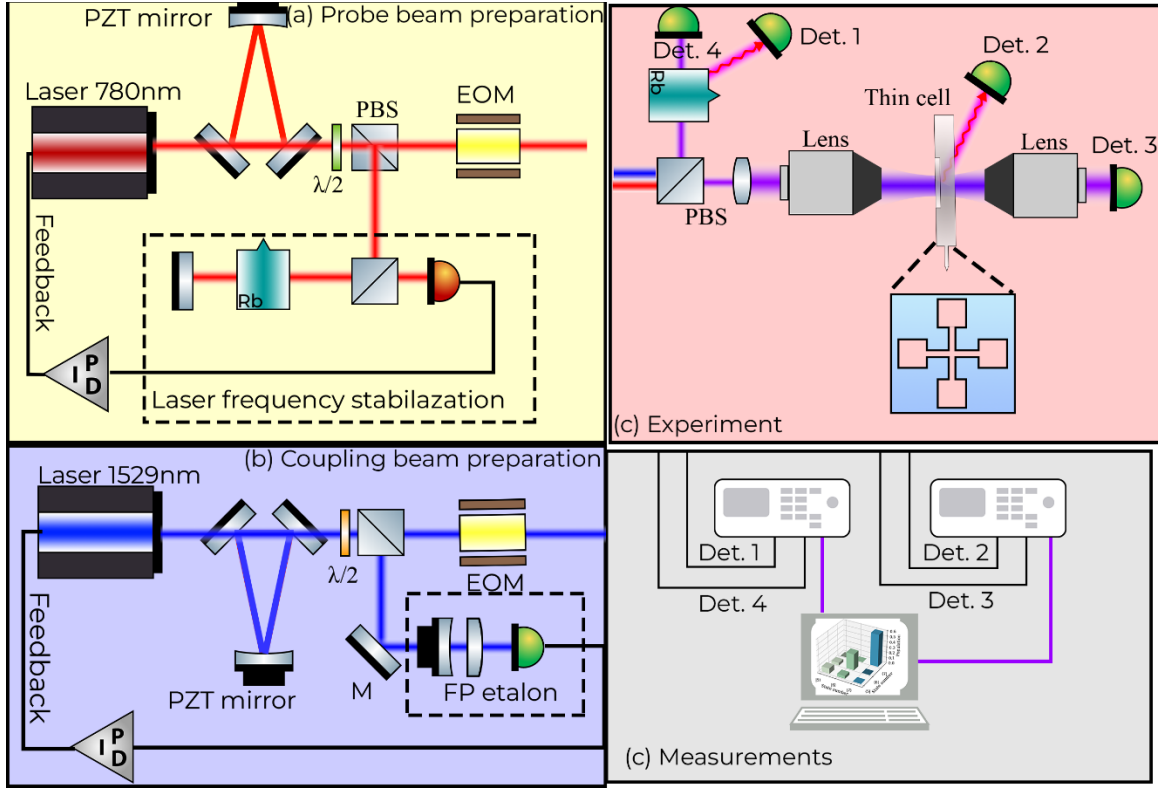 PZT mirror
(a) Probe beam preparation
Laser 780nm
PBS
EOM
λ/2
Feedback
Rb
P
I
D
Laser frequency stabilazation
(b) Coupling beam preparation
Laser 1529nm
λ/2
EOM
Feedback
PZT mirror
M
FP etalon
P
I
D
Det. 4
Det. 1
Det. 2
Rb
Thin cell
Lens
Lens
Det. 3
PBS
(c) Experiment
Det. 1
Det. 4
Det. 2
Det. 3
(c) Measurements